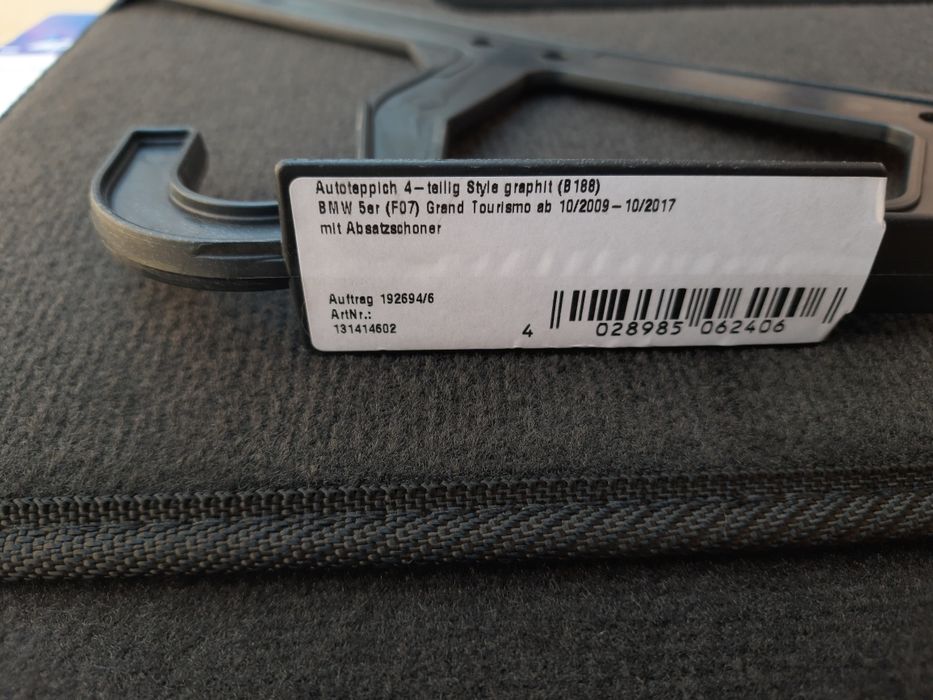 Autoteppich 4-teilig Style graphit (B188)
BMW 5er (F07) Grand Tourismo ab 10/2009-10/2017
mit Absatzschoner
Auftrag 192694/6
ArtNr.:
131414602
4 028985 062406